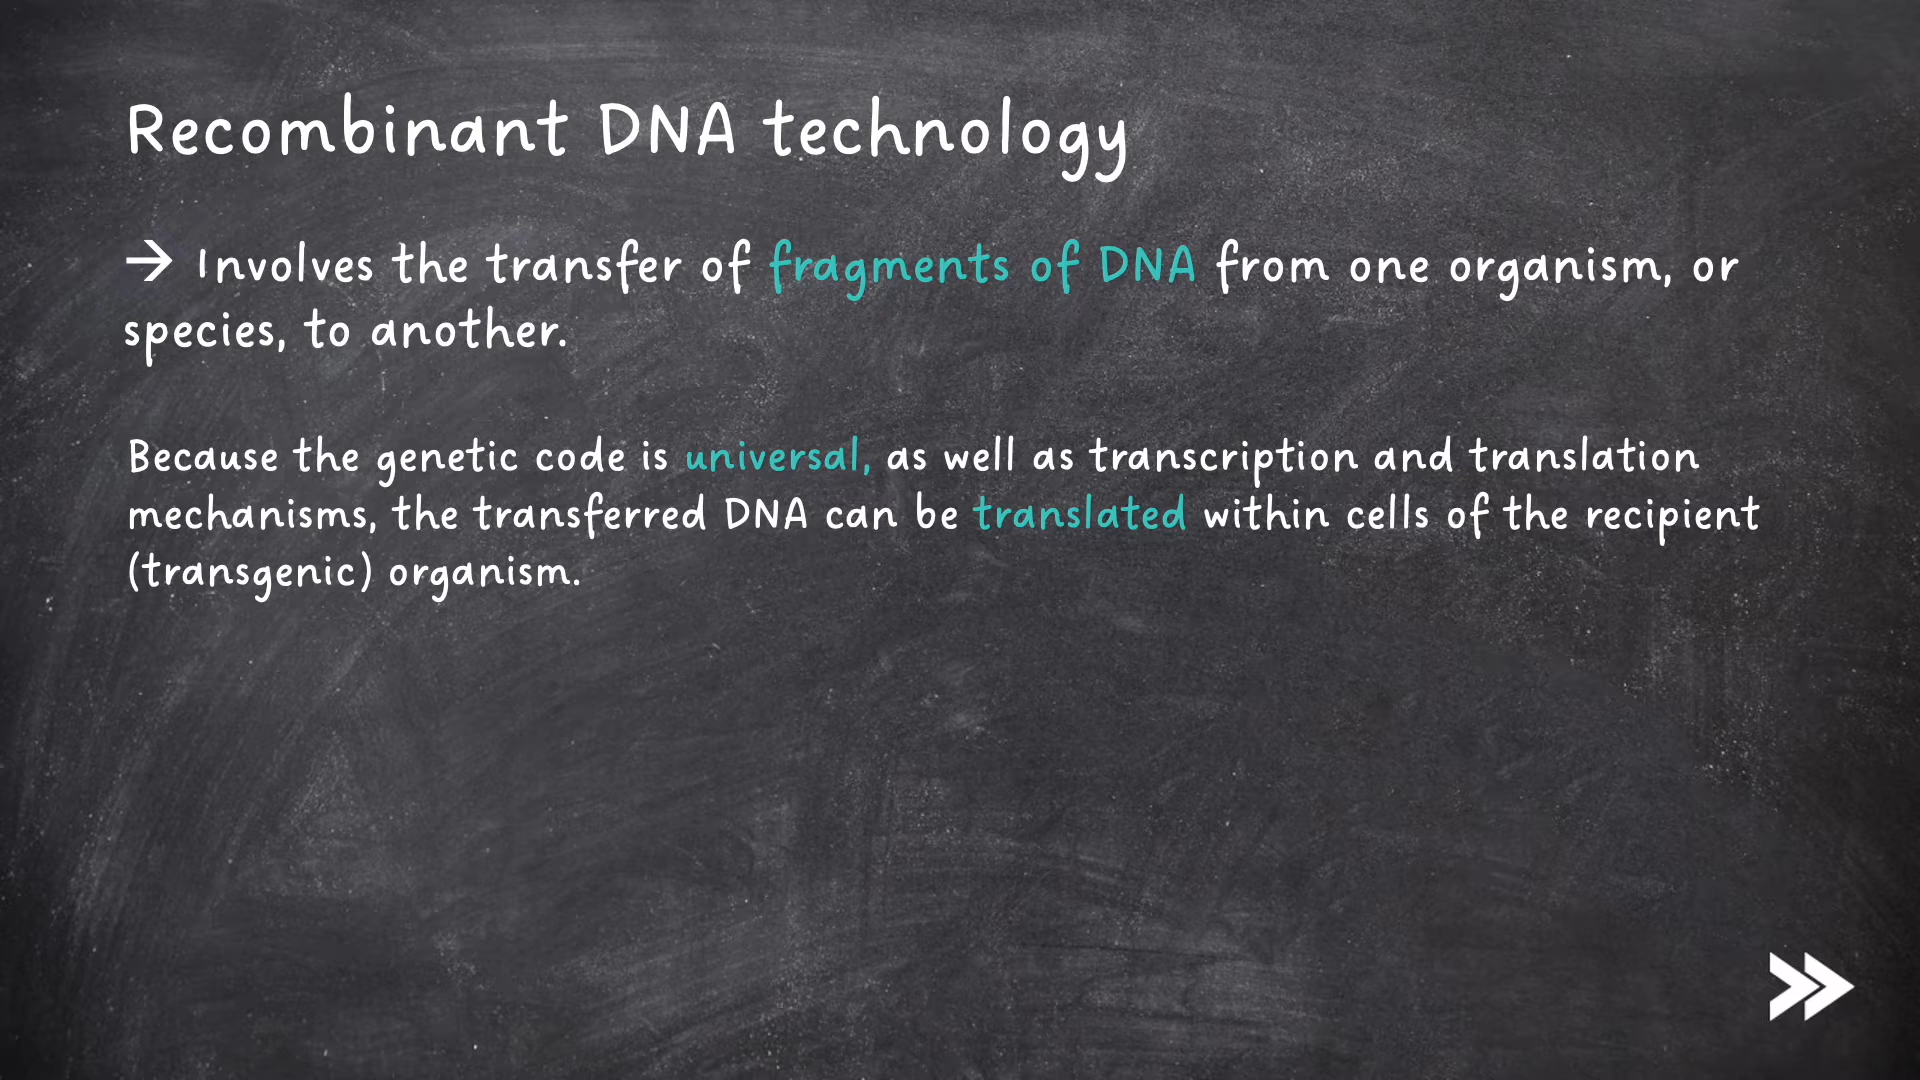 Recombinant DNA technology
→ Involves the transfer of fragments of DNA from one organism, or
species, to another.
Because the genetic code is universal, as well as transcription and translation
mechanisms, the transferred DNA can be translated within cells of the recipient
(transgenic) organism.